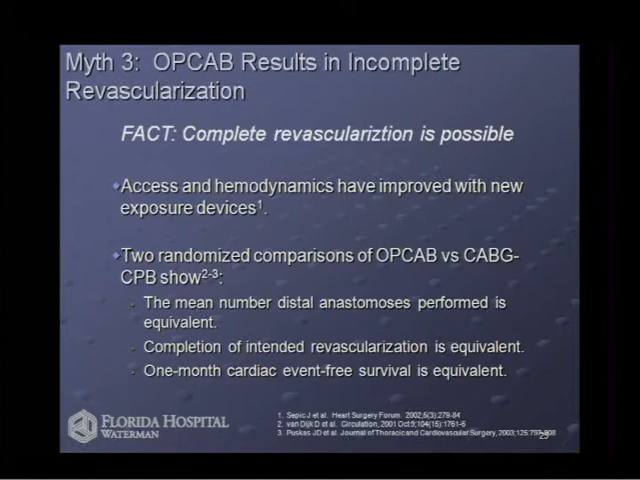 Myth 3: OPCAB Results in Incomplete
Revascularization
FACT: Complete revasculariztion is possible
Access and hemodynamics have improved with new
exposure devices1.
Two randomized comparisons of OPCAB vs CABG-
CPB show2-3:
The mean number distal anastomoses performed is
equivalent.
Completion of intended revascularization is equivalent.
One-month cardiac event-free survival is equivalent.
FLORIDA HOSPITAL
WATERMAN
1. Sepic J et al. Heart Surgery Forum. 2002;5(3):279-84
2. van Dijk D et al. Circulation, 2001 Oct 9;104(15):1761-6
3. Puskas JD et al. Journal of Thoracic and Cardiovascular Surgery, 2003;125:797-808